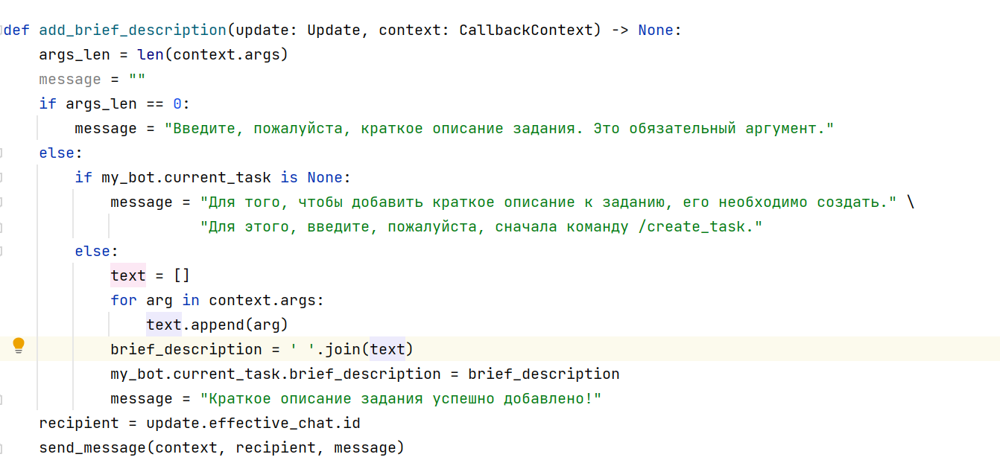 def add_brief_description(update: Update, context: CallbackContext) -> None:
    args_len = len(context.args)
    message = ""
    if args_len == 0:
        message = "Введите, пожалуйста, краткое описание задания. Это обязательный аргумент."
    else:
        if my_bot.current_task is None:
            message = "Для того, чтобы добавить краткое описание к заданию, его необходимо создать." \
                      "Для этого, введите, пожалуйста, сначала команду /create_task."
        else:
            text = []
            for arg in context.args:
                text.append(arg)
            brief_description = ' '.join(text)
            my_bot.current_task.brief_description = brief_description
            message = "Краткое описание задания успешно добавлено!"
    recipient = update.effective_chat.id
    send_message(context, recipient, message)